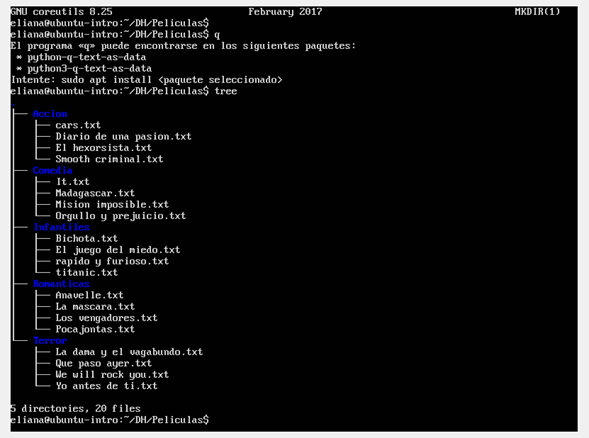 GNU coreutils 8.25 February 2017 MKDIR(1)
eliana@ubuntu-intro:~/DH/Peliculas$
eliana@ubuntu-intro:~/DH/Peliculas$ q
El programa «q» puede encontrarse en los siguientes paquetes:
* python-q-text-as-data
* python3-q-text-as-data
Intente: sudo apt install <paquete seleccionado>
eliana@ubuntu-intro:~/DH/Peliculas$ tree
.
├── Accion
│   ├── cars.txt
│   ├── Diario de una pasion.txt
│   ├── El hexorsista.txt
│   └── Smooth criminal.txt
├── Comedia
│   ├── It.txt
│   ├── Madagascar.txt
│   ├── Mision imposible.txt
│   └── Orgullo y prejuicio.txt
├── Infantiles
│   ├── Bichota.txt
│   ├── El juego del miedo.txt
│   ├── rapido y furioso.txt
│   └── titanic.txt
├── Romanticas
│   ├── Anavelle.txt
│   ├── La mascara.txt
│   ├── Los vengadores.txt
│   └── Pocajontas.txt
└── Terror
    ├── La dama y el vagabundo.txt
    ├── Que paso ayer.txt
    ├── We will rock you.txt
    └── Yo antes de ti.txt
5 directories, 20 files
eliana@ubuntu-intro:~/DH/Peliculas$